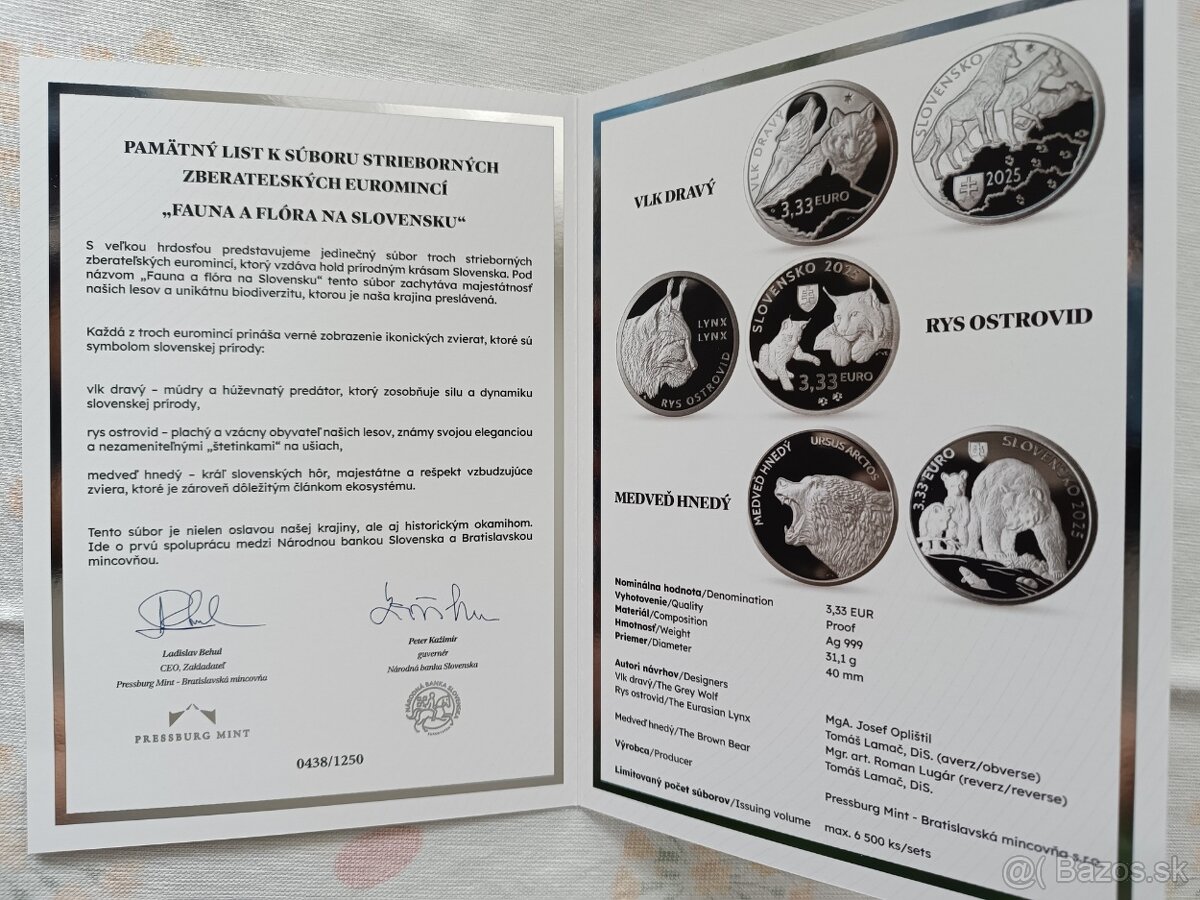 PAMÄTNÝ LIST K SÚBORU STRIEBORNÝCH
ZBERATEĽSKÝCH EUROMINCÍ
„FAUNA A FLÓRA NA SLOVENSKU“
S veľkou hrdosťou predstavujeme jedinečný súbor troch strieborných
zberateľských euromincí, ktorý vzdáva hold prírodným krásam Slovenska. Pod
názvom „Fauna a flóra na Slovensku“ tento súbor zachytáva majestátnosť
našich lesov a unikátnu biodiverzitu, ktorou je naša krajina preslávená.
Každá z troch euromincí prináša verné zobrazenie ikonických zvierat, ktoré sú
symbolom slovenskej prírody:
vlk dravý – múdry a húževnatý predátor, ktorý zosobňuje silu a dynamiku
slovenskej prírody,
rys ostrovid – plachý a vzácny obyvateľ našich lesov, známy svojou eleganciou
a nezameniteľnými „štetinkami“ na ušiach,
medveď hnedý – kráľ slovenských hôr, majestátne a rešpekt vzbudzujúce
zviera, ktoré je zároveň dôležitým článkom ekosystému.
Tento súbor je nielen oslavou našej krajiny, ale aj historickým okamihom.
Ide o prvú spoluprácu medzi Národnou bankou Slovenska a Bratislavskou
mincovňou.
Ladislav Behul
CEO, Zakladateľ
Pressburg Mint - Bratislavská mincovňa
PRESSBURG MINT
Peter Kažimír
guvernér
Národná banka Slovenska
NÁRODNÁ BANKA SLOVENSKA
0438/1250
VLK DRAVÝ
VLK DRAVÝ
3,33 EURO
SLOVENSKO
2025
LYNX
LYNX
RYS OSTROVID
SLOVENSKO 2025
3,33 EURO
RYS OSTROVID
MEDVEĎ HNEDÝ
MEDVEĎ HNEDÝ URSUS ARCTOS
3,33 EURO
SLOVENSKO 2025
Nominálna hodnota/Denomination 3,33 EUR
Vyhotovenie/Quality Proof
Materiál/Composition Ag 999
Hmotnosť/Weight 31,1 g
Priemer/Diameter 40 mm
Autori návrhov/Designers
Vlk dravý/The Grey Wolf MgA. Josef Oplištil
Rys ostrovid/The Eurasian Lynx Tomáš Lamač, DiS. (averz/obverse)
Mgr. art. Roman Lugár (reverz/reverse)
Medveď hnedý/The Brown Bear Tomáš Lamač, DiS.
Výrobca/Producer Pressburg Mint - Bratislavská mincovňa s.r.o.
Limitovaný počet súborov/Issuing volume max. 6 500 ks/sets
@( Bazos.sk